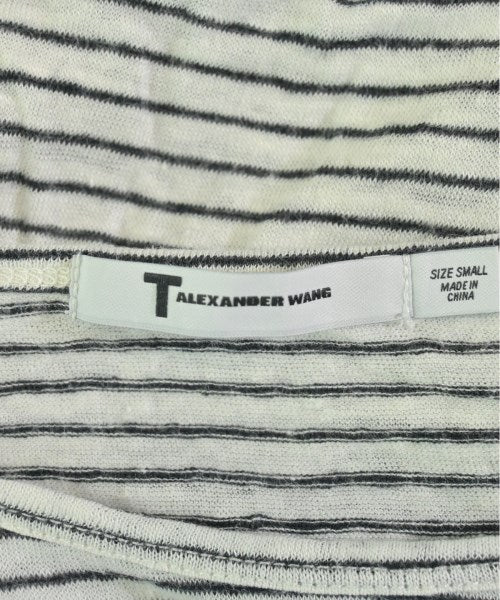 T ALEXANDER WANG
SIZE SMALL
MADE IN
CHINA